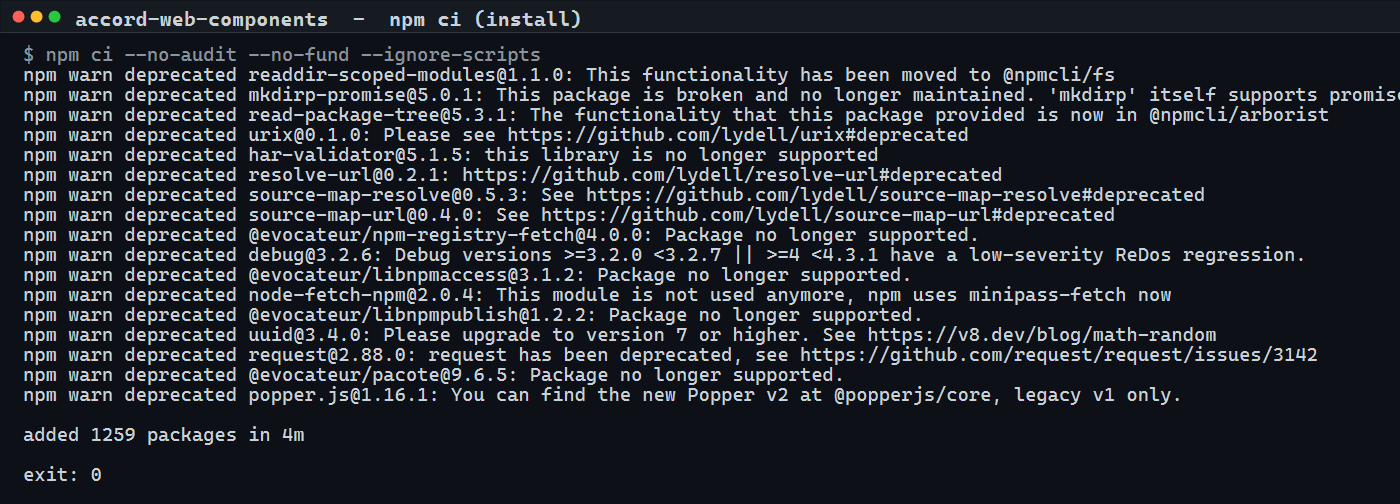 accord-web-components - npm ci (install)
$ npm ci --no-audit --no-fund --ignore-scripts
npm warn deprecated readdir-scoped-modules@1.1.0: This functionality has been moved to @npmcli/fs
npm warn deprecated mkdirp-promise@5.0.1: This package is broken and no longer maintained. 'mkdirp' itself supports promise
npm warn deprecated read-package-tree@5.3.1: The functionality that this package provided is now in @npmcli/arborist
npm warn deprecated urix@0.1.0: Please see https://github.com/lydell/urix#deprecated
npm warn deprecated har-validator@5.1.5: this library is no longer supported
npm warn deprecated resolve-url@0.2.1: https://github.com/lydell/resolve-url#deprecated
npm warn deprecated source-map-resolve@0.5.3: See https://github.com/lydell/source-map-resolve#deprecated
npm warn deprecated source-map-url@0.4.0: See https://github.com/lydell/source-map-url#deprecated
npm warn deprecated @evocateur/npm-registry-fetch@4.0.0: Package no longer supported.
npm warn deprecated debug@3.2.6: Debug versions >=3.2.0 <3.2.7 || >=4 <4.3.1 have a low-severity ReDos regression.
npm warn deprecated @evocateur/libnpmaccess@3.1.2: Package no longer supported.
npm warn deprecated node-fetch-npm@2.0.4: This module is not used anymore, npm uses minipass-fetch now
npm warn deprecated @evocateur/libnpmpublish@1.2.2: Package no longer supported.
npm warn deprecated uuid@3.4.0: Please upgrade to version 7 or higher. See https://v8.dev/blog/math-random
npm warn deprecated request@2.88.0: request has been deprecated, see https://github.com/request/request/issues/3142
npm warn deprecated @evocateur/pacote@9.6.5: Package no longer supported.
npm warn deprecated popper.js@1.16.1: You can find the new Popper v2 at @popperjs/core, legacy v1 only.
added 1259 packages in 4m
exit: 0